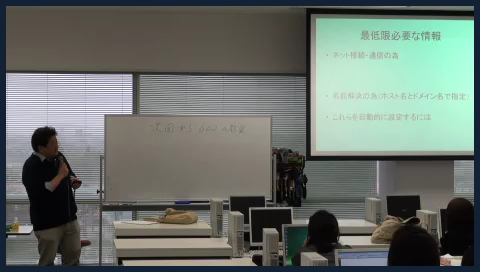 最低限必要な情報
・ ネット接続・通信の為
・ 名前解決の為(ホスト名とドメイン名で指定)
・ これらを自動的に設定するには